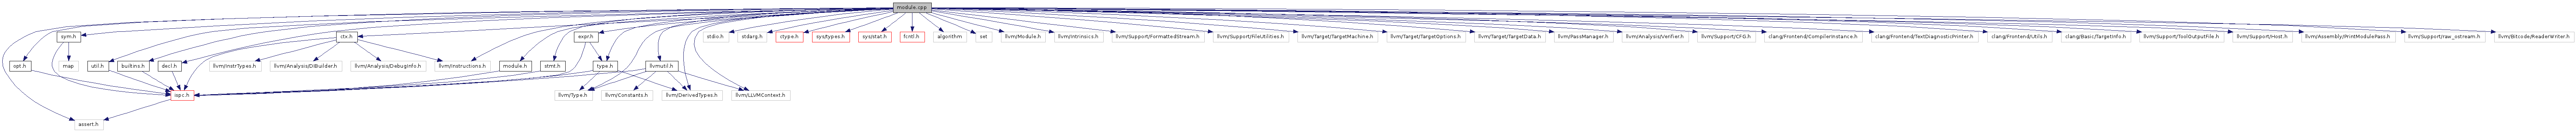 module.cpp
sym.h
ctx.h
expr.h
stdio.h
stdarg.h
ctype.h
sys/types.h
sys/stat.h
fcntl.h
algorithm
set
llvm/Module.h
llvm/Intrinsics.h
llvm/Support/FormattedStream.h
llvm/Support/FileUtilities.h
llvm/Target/TargetMachine.h
llvm/Target/TargetOptions.h
llvm/Target/TargetData.h
llvm/PassManager.h
llvm/Analysis/Verifier.h
llvm/Support/CFG.h
clang/Frontend/CompilerInstance.h
clang/Frontend/TextDiagnosticPrinter.h
clang/Frontend/Utils.h
clang/Basic/TargetInfo.h
llvm/Support/ToolOutputFile.h
llvm/Support/Host.h
llvm/Assembly/PrintModulePass.h
llvm/Support/raw_ostream.h
llvm/Bitcode/ReaderWriter.h
opt.h
map
util.h
builtins.h
decl.h
llvm/InstrTypes.h
llvm/Analysis/DIBuilder.h
llvm/Analysis/DebugInfo.h
llvm/Instructions.h
module.h
stmt.h
type.h
llvmutil.h
ispc.h
llvm/Type.h
llvm/Constants.h
llvm/DerivedTypes.h
llvm/LLVMContext.h
assert.h